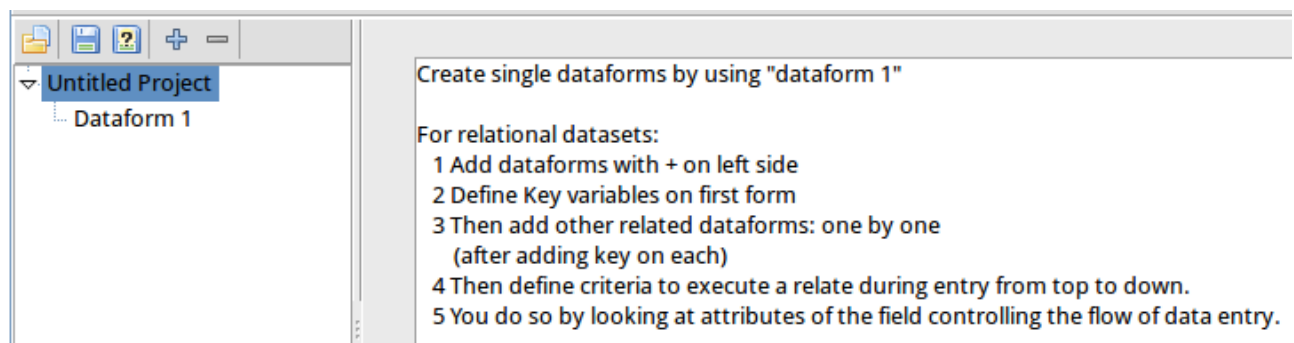 Untitled Project
Dataform 1
Create single dataforms by using "dataform 1"
For relational datasets:
1 Add dataforms with + on left side
2 Define Key variables on first form
3 Then add other related dataforms: one by one
(after adding key on each)
4 Then define criteria to execute a relate during entry from top to down.
5 You do so by looking at attributes of the field controlling the flow of data entry.